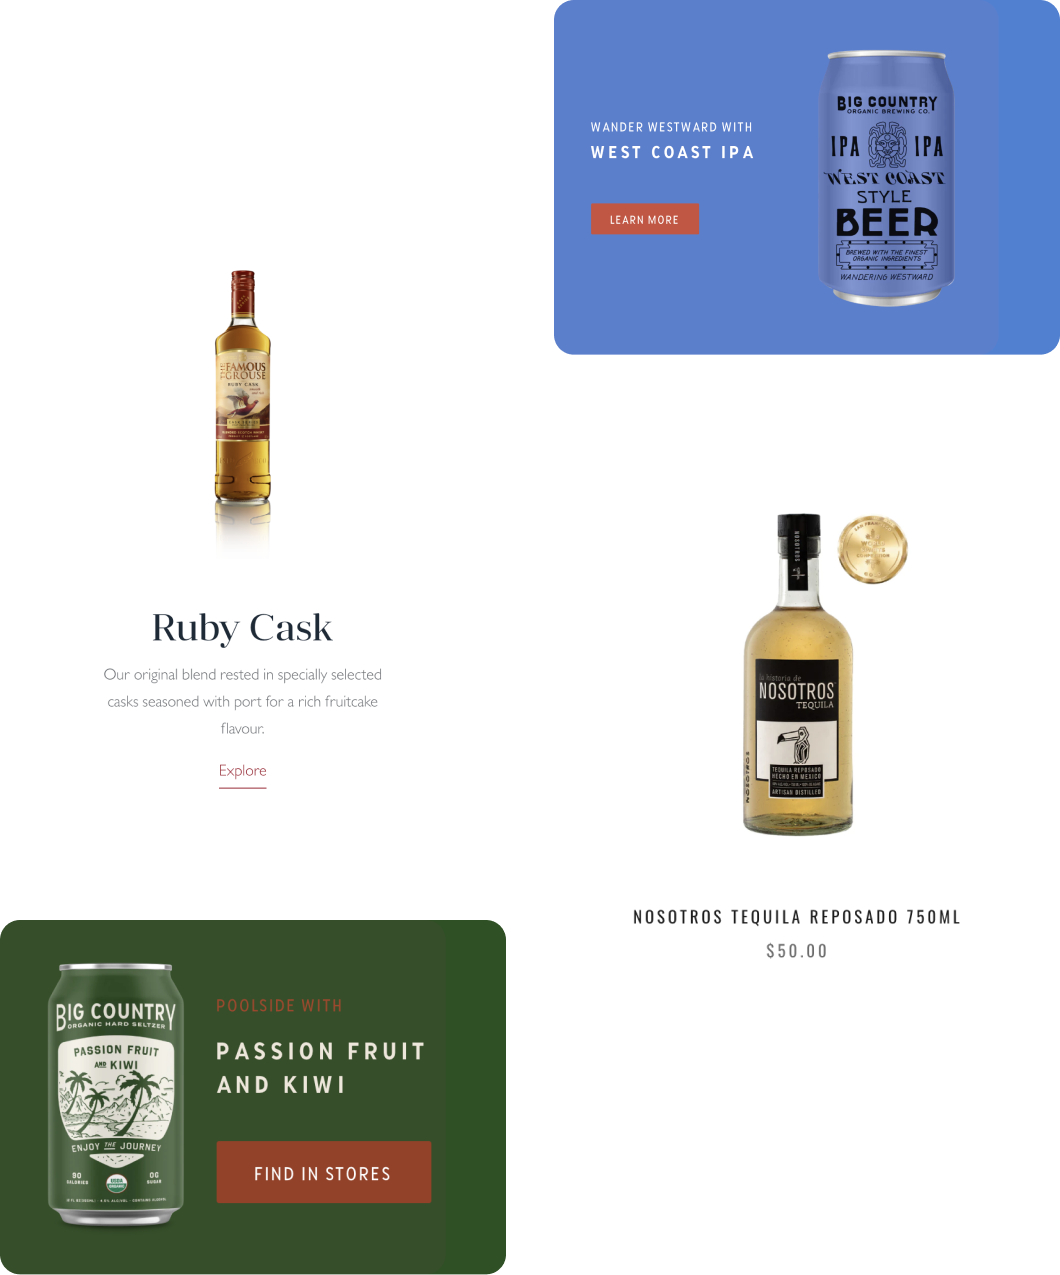 WANDER WESTWARD WITH
WEST COAST IPA
LEARN MORE
BIG COUNTRY
ORGANIC BREWING CO.
IPA IPA
WEST COAST
STYLE
BEER
BREWED WITH THE FINEST
ORGANIC INGREDIENTS
WANDERING WESTWARD
THE FAMOUS
GROUSE
RUBY CASK
Ruby Cask
Our original blend rested in specially selected
casks seasoned with port for a rich fruitcake
flavour.
Explore
NOSOTROS
la historia de
NOSOTROS
TEQUILA
TEQUILA REPOSADO
HECHO EN MEXICO
ARTISAN DISTILLED
NOSOTROS
NOSOTROS TEQUILA REPOSADO 750ML
$50.00
BIG COUNTRY
ORGANIC HARD SELTZER
PASSION FRUIT
AND KIWI
ENJOY THE JOURNEY
90
CALORIES
USDA
ORGANIC
0G
SUGAR
POOLSIDE WITH
PASSION FRUIT
AND KIWI
FIND IN STORES